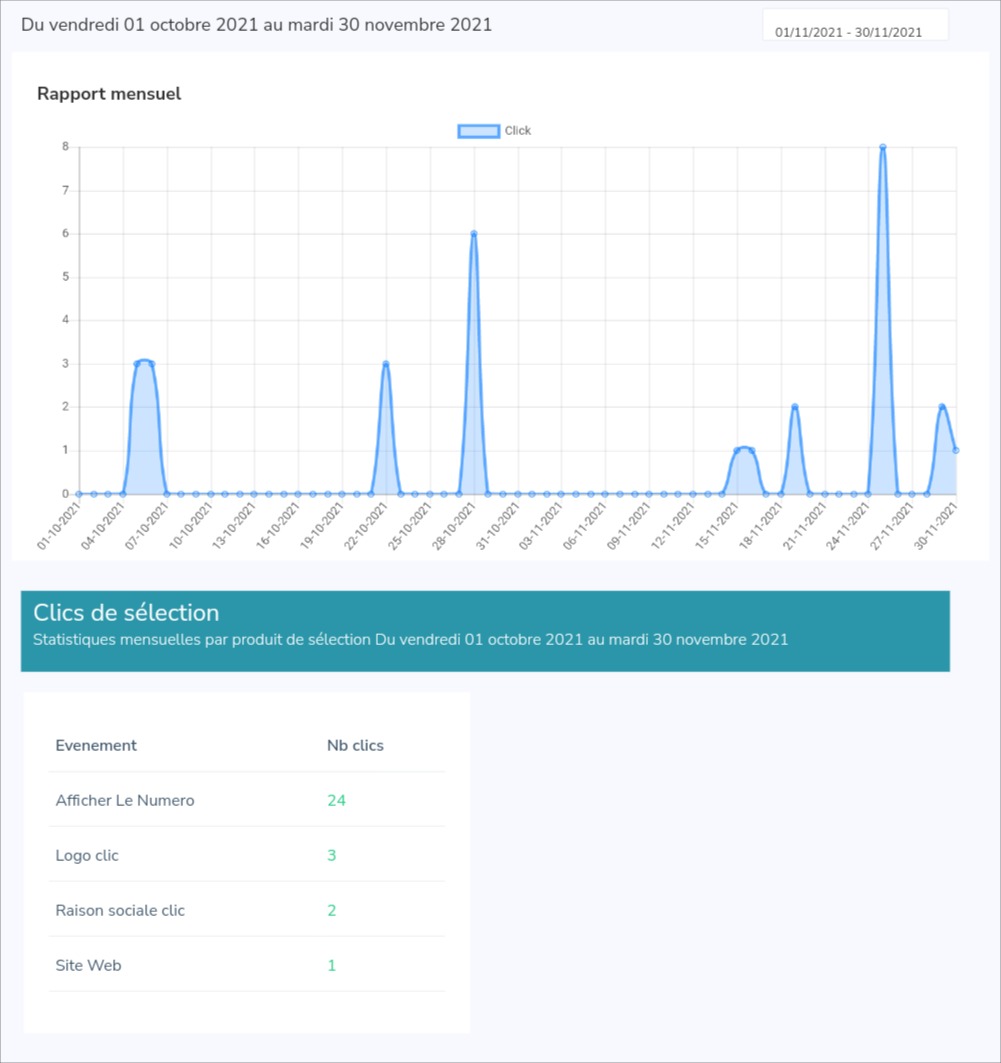 Du vendredi 01 octobre 2021 au mardi 30 novembre 2021
01/11/2021 - 30/11/2021
Rapport mensuel
Click
8
7
6
5
4
3
2
1
0
01-10-2021
04-10-2021
07-10-2021
10-10-2021
13-10-2021
16-10-2021
19-10-2021
22-10-2021
25-10-2021
28-10-2021
31-10-2021
03-11-2021
06-11-2021
09-11-2021
12-11-2021
15-11-2021
18-11-2021
21-11-2021
24-11-2021
27-11-2021
30-11-2021
Clics de sélection
Statistiques mensuelles par produit de sélection Du vendredi 01 octobre 2021 au mardi 30 novembre 2021
Evenement Nb clics
Afficher Le Numero 24
Logo clic 3
Raison sociale clic 2
Site Web 1